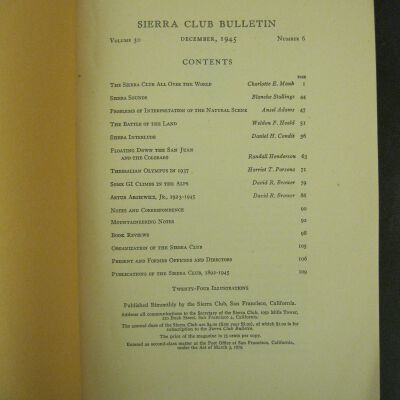 SIERRA CLUB BULLETIN
VOLUME 30 DECEMBER, 1945 NUMBER 6
CONTENTS
PAGE
THE SIERRA CLUB ALL OVER THE WORLD Charlotte E. Mauk 1
SIERRA SOUNDS Blanche Stallings 44
PROBLEMS OF INTERPRETATION OF THE NATURAL SCENE Ansel Adams 47
THE BATTLE OF THE LAND Weldon F. Heald 51
SIERRA INTERLUDE Daniel H. Condit 56
FLOATING DOWN THE SAN JUAN
AND THE COLORADO Randall Henderson 63
THESSALIAN OLYMPUS IN 1937 Harriet T. Parsons 71
SOME GI CLIMBS IN THE ALPS David R. Brower 79
ARTUR ARGIEWICZ, JR., 1923-1945 David R. Brower 88
NOTES AND CORRESPONDENCE 90
MOUNTAINEERING NOTES 92
BOOK REVIEWS 98
ORGANIZATION OF THE SIERRA CLUB 105
PRESENT AND FORMER OFFICERS AND DIRECTORS 106
PUBLICATIONS OF THE SIERRA CLUB, 1892-1945 109
TWENTY-FOUR ILLUSTRATIONS
Published Bimonthly by the Sierra Club, San Francisco, California.
Address all communications to the Secretary of the Sierra Club, 1050 Mills Tower,
220 Bush Street, San Francisco 4, California.
The annual dues of the Sierra Club are $4.00 (first year $9.00), of which $1.00 is for
subscription to the Sierra Club Bulletin.
The price of the magazine is 25 cents per copy.
Entered as second-class matter at the Post Office at San Francisco, California,
under the Act of March 3, 1879